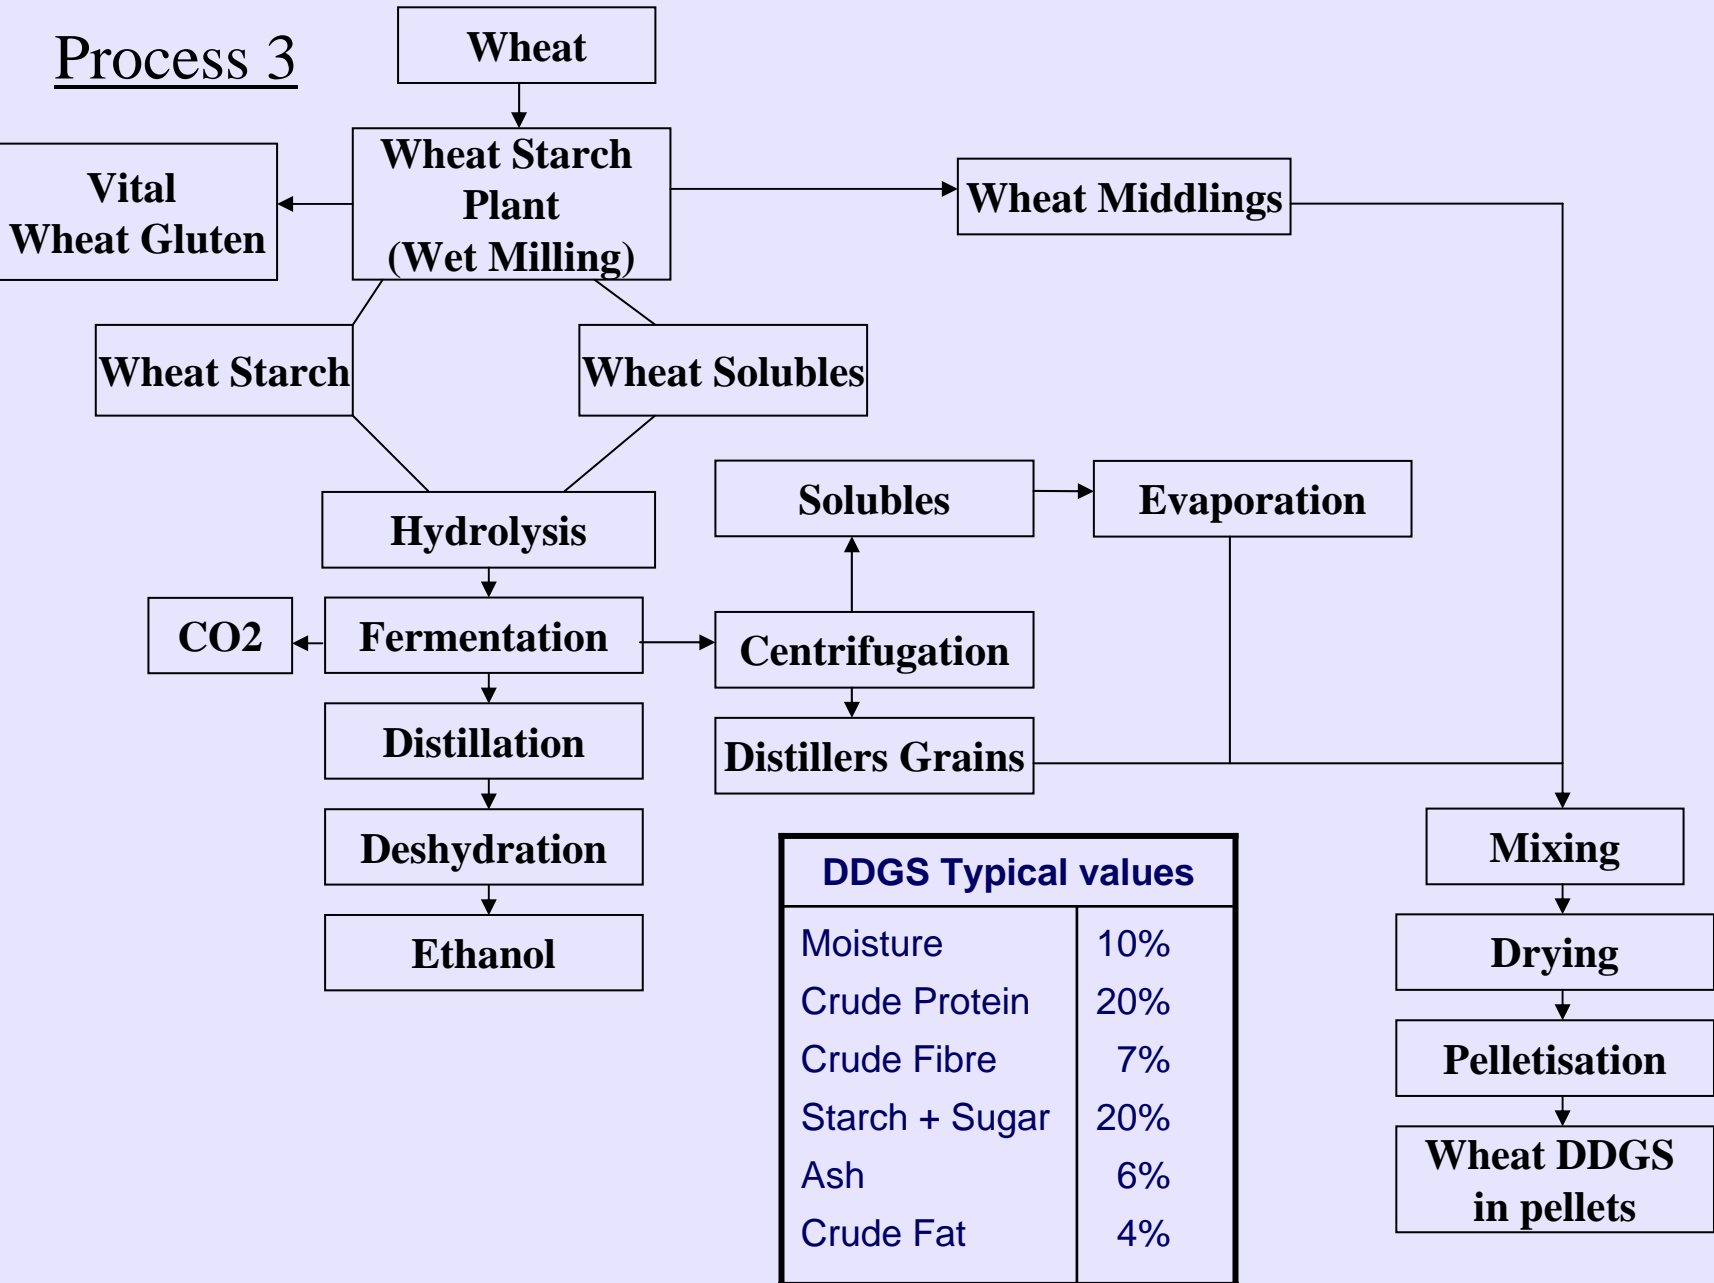 Process 3
Wheat
Vital
Wheat Gluten
Wheat Starch
Plant
(Wet Milling)
Wheat Middlings
Wheat Starch
Wheat Solubles
Solubles
Evaporation
Hydrolysis
CO2
Fermentation
Centrifugation
Distillation
Distillers Grains
Deshydration
Ethanol
Mixing
Drying
Pelletisation
Wheat DDGS
in pellets
DDGS Typical values
Moisture 10%
Crude Protein 20%
Crude Fibre 7%
Starch + Sugar 20%
Ash 6%
Crude Fat 4%